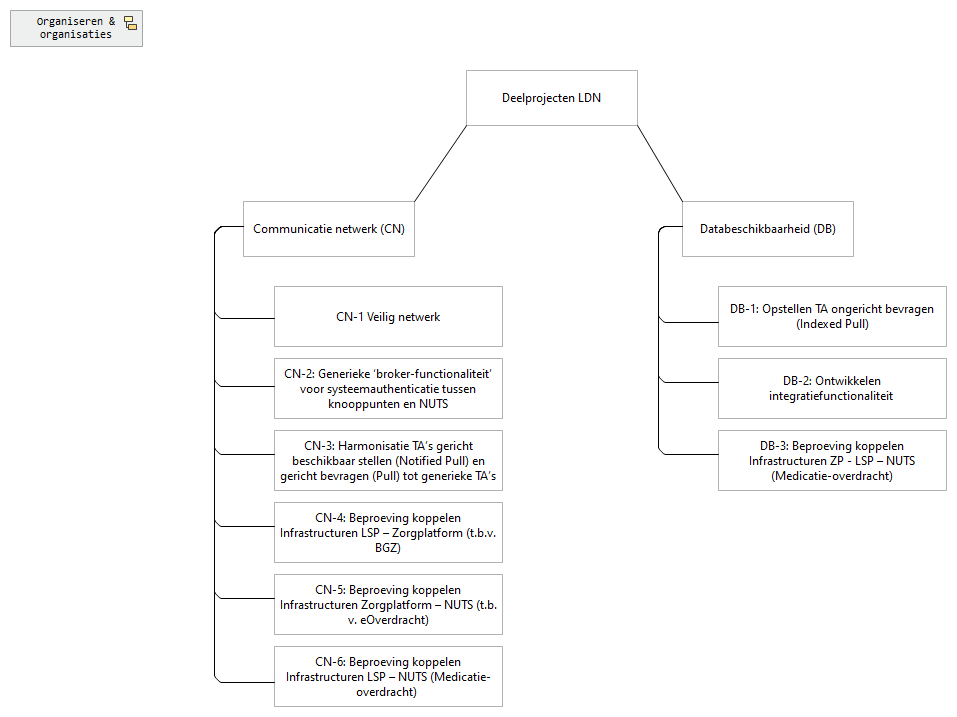 Organiseren &
organisaties
Deelprojecten LDN
Communicatie netwerk (CN)
Databeschikbaarheid (DB)
CN-1 Veilig netwerk
CN-2: Generieke ‘broker-functionaliteit’
voor systeemauthenticatie tussen
knooppunten en NUTS
CN-3: Harmonisatie TA’s gericht
beschikbaar stellen (Notified Pull) en
gericht bevragen (Pull) tot generieke TA’s
CN-4: Beproeving koppelen
Infrastructuren LSP – Zorgplatform (t.b.v.
BGZ)
CN-5: Beproeving koppelen
Infrastructuren Zorgplatform – NUTS (t.b.
v. eOverdracht)
CN-6: Beproeving koppelen
Infrastructuren LSP – NUTS (Medicatie-
overdracht)
DB-1: Opstellen TA ongericht bevragen
(Indexed Pull)
DB-2: Ontwikkelen
integratiefunctionaliteit
DB-3: Beproeving koppelen
Infrastructuren ZP - LSP – NUTS
(Medicatie-overdracht)